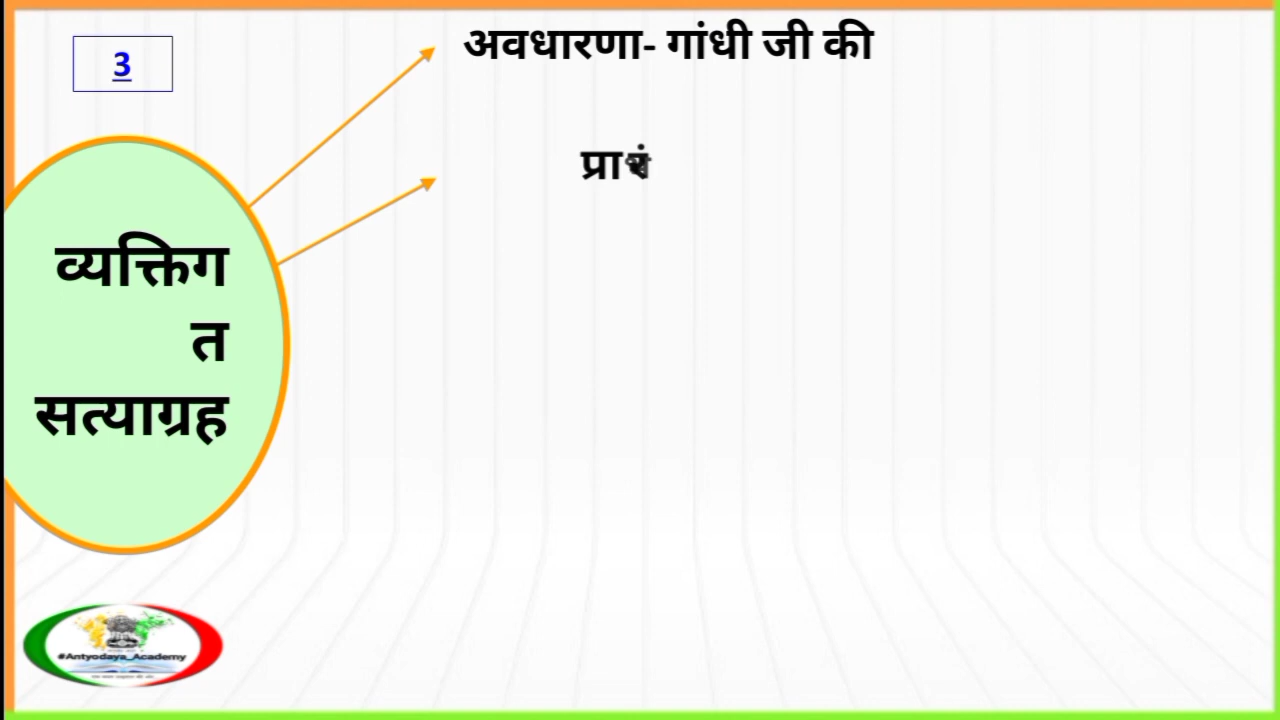 3
अवधारणा- गांधी जी की
व्यक्तिग
त
सत्याग्रह
#Antyodaya_Academy